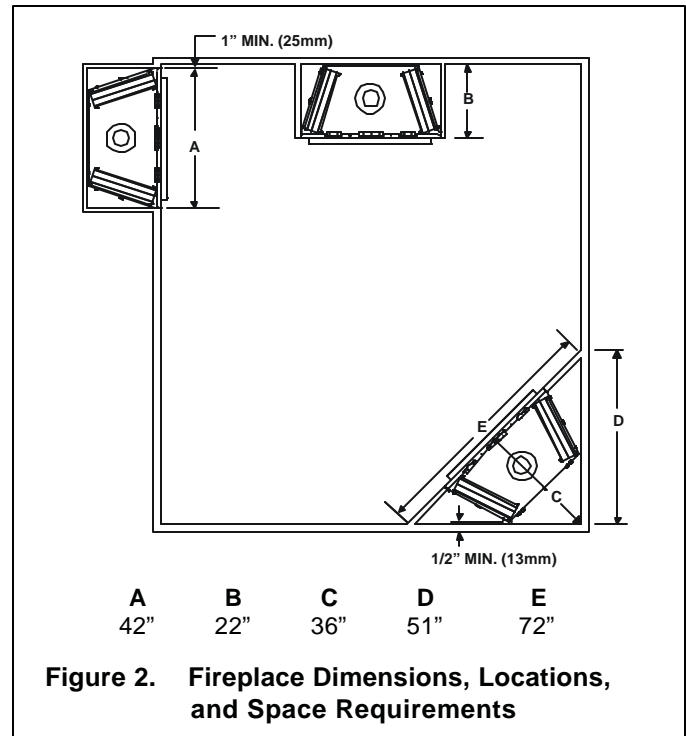 1” MIN. (25mm)
A
B
E
D
C
1/2” MIN. (13mm)
A B C D E
42” 22” 36” 51” 72”
Figure 2. Fireplace Dimensions, Locations,
and Space Requirements